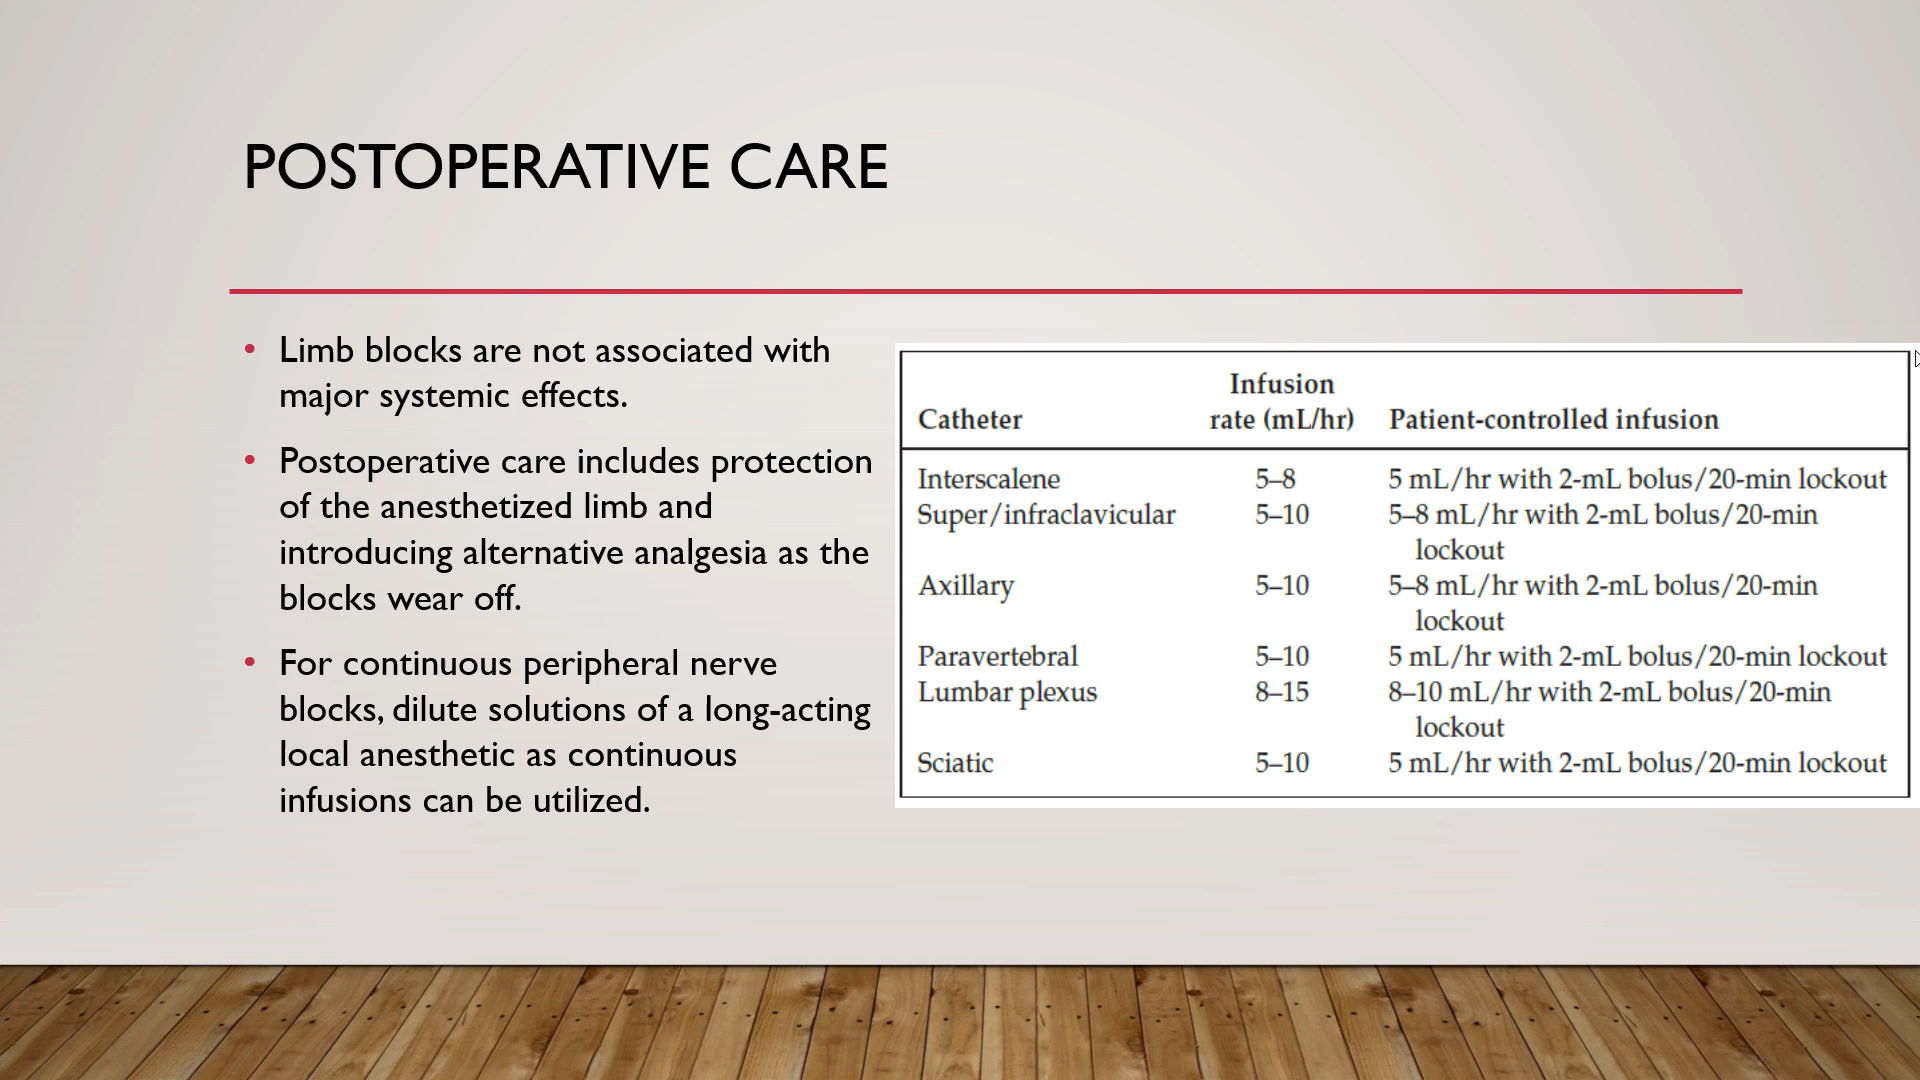 POSTOPERATIVE CARE
• Limb blocks are not associated with
major systemic effects.
• Postoperative care includes protection
of the anesthetized limb and
introducing alternative analgesia as the
blocks wear off.
• For continuous peripheral nerve
blocks, dilute solutions of a long-acting
local anesthetic as continuous
infusions can be utilized.
Infusion
Catheter rate (mL/hr) Patient-controlled infusion
Interscalene 5–8 5 mL/hr with 2-mL bolus/20-min lockout
Super/infraclavicular 5–10 5–8 mL/hr with 2-mL bolus/20-min
lockout
Axillary 5–10 5–8 mL/hr with 2-mL bolus/20-min
lockout
Paravertebral 5–10 5 mL/hr with 2-mL bolus/20-min lockout
Lumbar plexus 8–15 8–10 mL/hr with 2-mL bolus/20-min
lockout
Sciatic 5–10 5 mL/hr with 2-mL bolus/20-min lockout